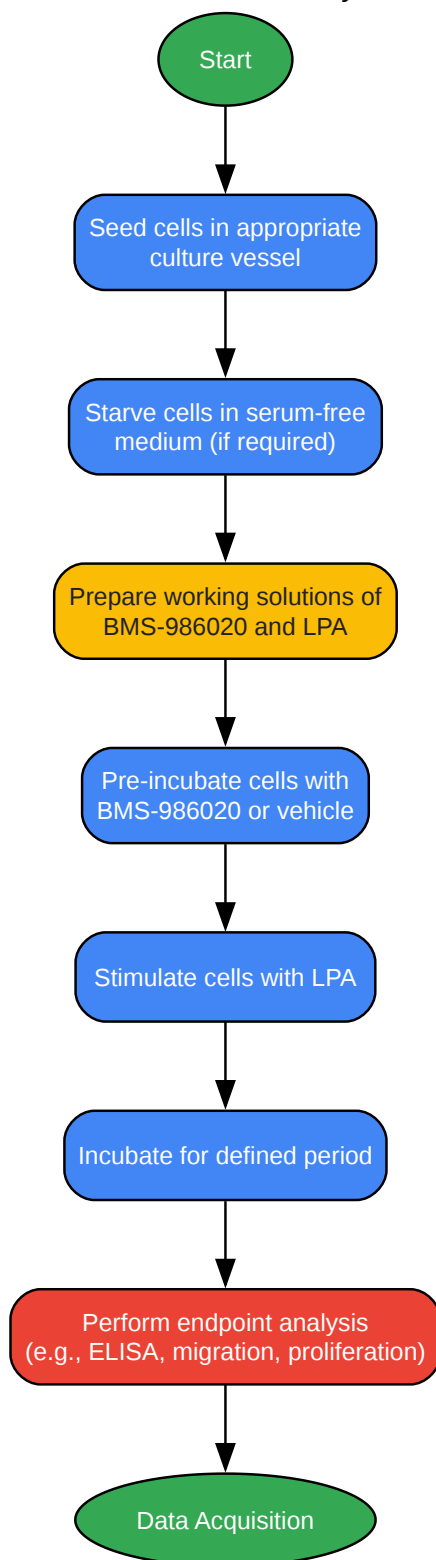 Start
Seed cells in appropriate
culture vessel
Starve cells in serum-free
medium (if required)
Prepare working solutions of
BMS-986020 and LPA
Pre-incubate cells with
BMS-986020 or vehicle
Stimulate cells with LPA
Incubate for defined period
Perform endpoint analysis
(e.g., ELISA, migration, proliferation)
Data Acquisition